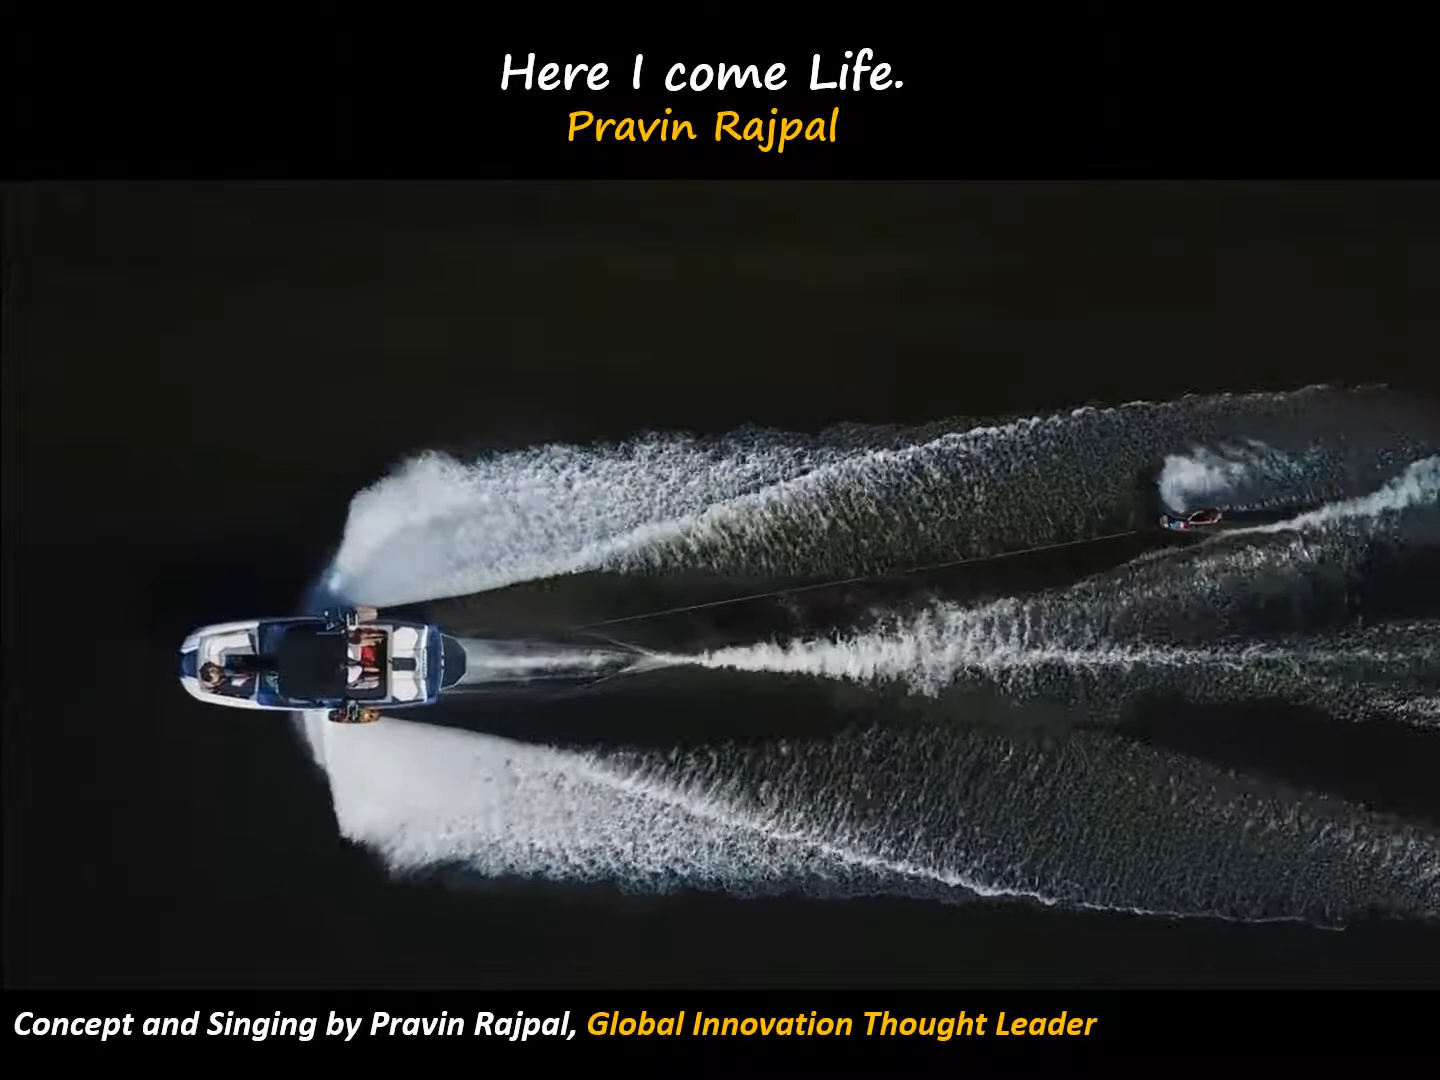 Here I come Life.
Pravin Rajpal
Concept and Singing by Pravin Rajpal, Global Innovation Thought Leader